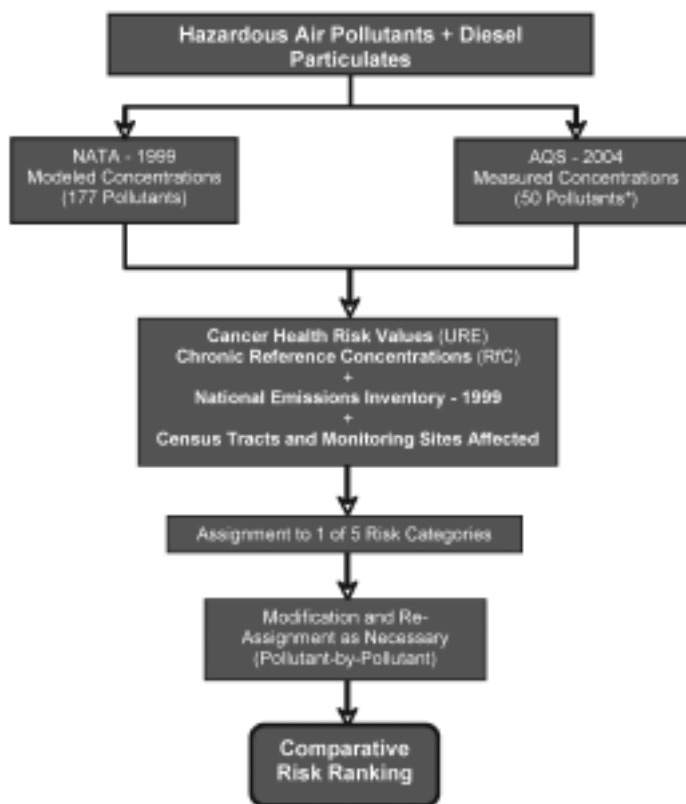 Hazardous Air Pollutants + Diesel
Particulates
NATA - 1999
Modeled Concentrations
(177 Pollutants)
AQS - 2004
Measured Concentrations
(50 Pollutants*)
Cancer Health Risk Values (URE)
Chronic Reference Concentrations (RfC)
+
National Emissions Inventory - 1999
+
Census Tracts and Monitoring Sites Affected
Assignment to 1 of 5 Risk Categories
Modification and Re-
Assignment as Necessary
(Pollutant-by-Pollutant)
Comparative
Risk Ranking